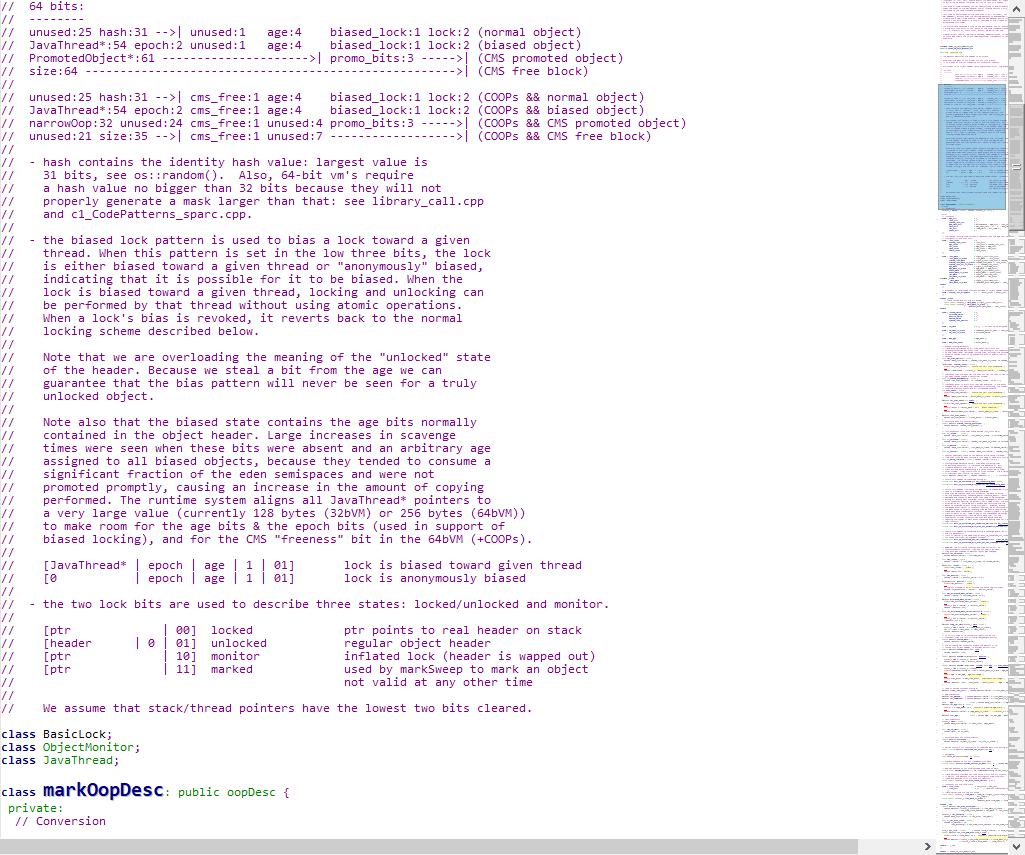 //  64 bits:
//  --------
//  unused:25 hash:31 -->| unused:1   age:4    biased_lock:1 lock:2 (normal object)
//  JavaThread*:54 epoch:2 unused:1   age:4    biased_lock:1 lock:2 (biased object)
//  PromotedObject*:61 --------------------->| promo_bits:3 ----->| (CMS promoted object)
//  size:64 ----------------------------------------------------->| (CMS free block)
//
//  unused:25 hash:31 -->| cms_free:1 age:4    biased_lock:1 lock:2 (COOPs && normal object)
//  JavaThread*:54 epoch:2 cms_free:1 age:4    biased_lock:1 lock:2 (COOPs && biased object)
//  narrowOop:32 unused:24 cms_free:1 unused:4 promo_bits:3 ----->| (COOPs && CMS promoted object)
//  unused:21 size:35 -->| cms_free:1 unused:7 ------------------>| (COOPs && CMS free block)
//
//  - hash contains the identity hash value: largest value is
//    31 bits, see os::random().  Also, 64-bit vm's require
//    a hash value no bigger than 32 bits because they will not
//    properly generate a mask larger than that: see library_call.cpp
//    and c1_CodePatterns_sparc.cpp.
//
//  - the biased lock pattern is used to bias a lock toward a given
//    thread. When this pattern is set in the low three bits, the lock
//    is either biased toward a given thread or "anonymously" biased,
//    indicating that it is possible for it to be biased. When the
//    lock is biased toward a given thread, locking and unlocking can
//    be performed by that thread without using atomic operations.
//    When a lock's bias is revoked, it reverts back to the normal
//    locking scheme described below.
//
//    Note that we are overloading the meaning of the "unlocked" state
//    of the header. Because we steal a bit from the age we can
//    guarantee that the bias pattern will never be seen for a truly
//    unlocked object.
//
//    Note also that the biased state contains the age bits normally
//    contained in the object header. Large increases in scavenge
//    times were seen when these bits were absent and an arbitrary age
//    assigned to all biased objects, because they tended to consume a
//    significant fraction of the eden semispaces and were not
//    promoted promptly, causing an increase in the amount of copying
//    performed. The runtime system aligns all JavaThread* pointers to
//    a very large value (currently 128 bytes (32bVM) or 256 bytes (64bVM))
//    to make room for the age bits & the epoch bits (used in support of
//    biased locking), and for the CMS "freeness" bit in the 64bVM (+COOPs).
//
//    [JavaThread* | epoch | age | 1 | 01]       lock is biased toward given thread
//    [0           | epoch | age | 1 | 01]       lock is anonymously biased
//
//  - the two lock bits are used to describe three states: locked/unlocked and monitor.
//
//    [ptr             | 00]  locked             ptr points to real header on stack
//    [header      | 0 | 01]  unlocked           regular object header
//    [ptr             | 10]  monitor            inflated lock (header is wapped out)
//    [ptr             | 11]  marked             used by markSweep to mark an object
//                                               not valid at any other time
//
//    We assume that stack/thread pointers have the lowest two bits cleared.
class BasicLock;
class ObjectMonitor;
class JavaThread;
class markOopDesc: public oopDesc {
private:
// Conversion